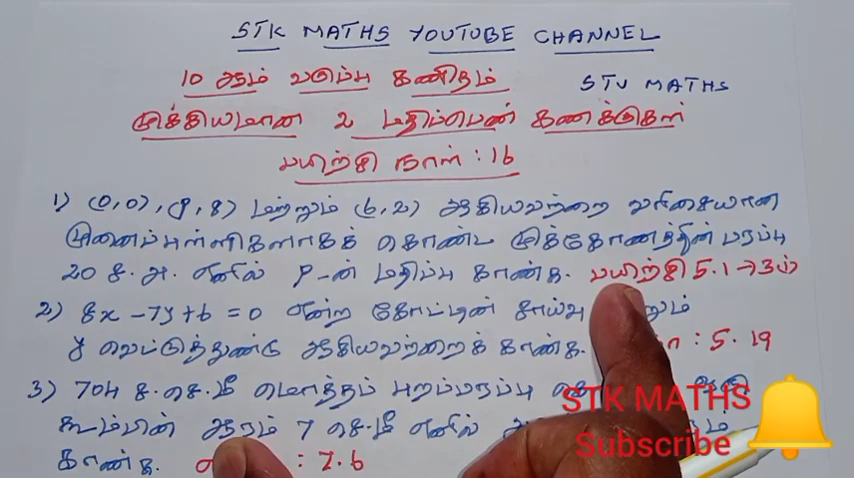 STK MATHS YOUTUBE CHANNEL
10 ஆம் வகுப்பு கணிதம்
STV MATHS
முக்கியமான 2 மதிப்பெண் கணக்குகள்
பயிற்சி நாள் : 16
1) (0,0), (p,8) மற்றும் (6,2) ஆகியவற்றை வரிசையான
முனைப்புள்ளிகளாகக் கொண்ட முக்கோணத்தின் பரப்பு
20 ச.அ. எனில் p-ன் மதிப்பு காண்க. பயிற்சி 5.1 →
2) 8x - 7y + 6 = 0 என்ற கோட்டின் சாய்வு
y வெட்டுத்துண்டு ஆகியவற்றைக் காண்க. : 5.19
3) 704 ச.செ.மீ மொத்தப் புறப்பரப்பு
கூம்பின் ஆரம் 7 செ.மீ எனில்
காண்க. : 7.6
STK MATHS
Subscribe